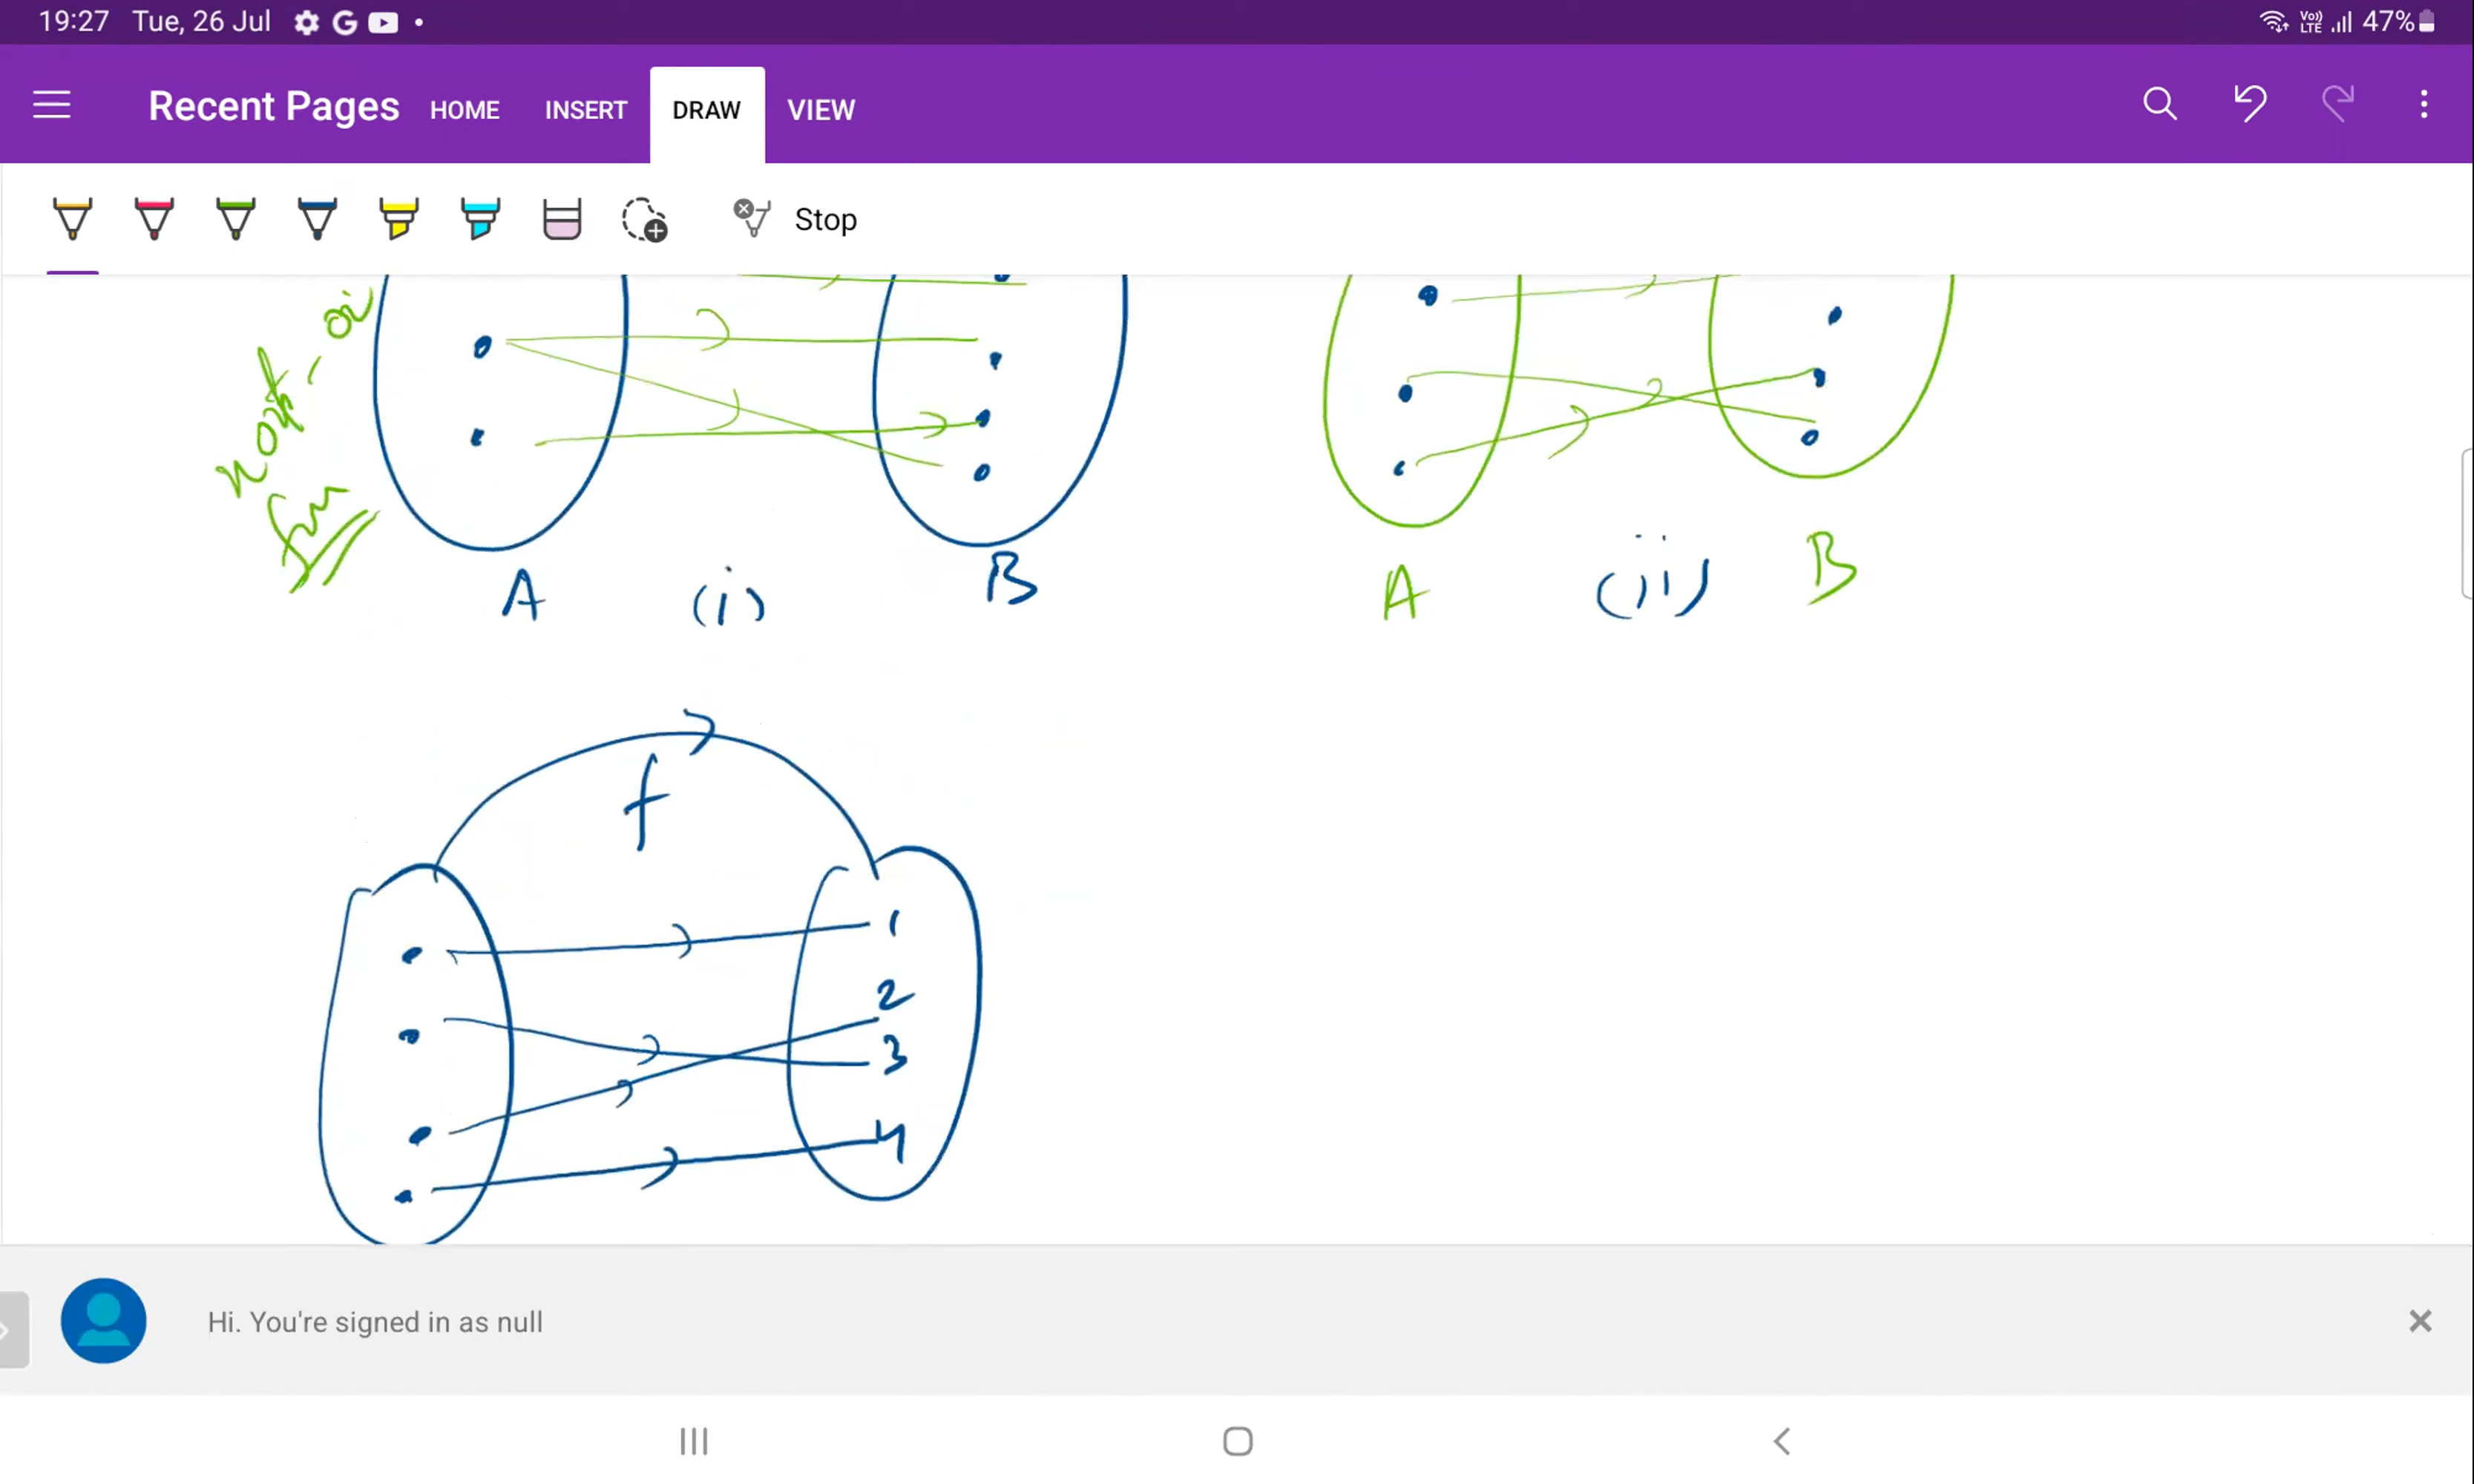 19:27 Tue, 26 Jul VoLTE 47%
Recent Pages HOME INSERT DRAW VIEW
Stop
not a
fn
A (i) B
A (ii) B
f
1
2
3
4
Hi. You're signed in as null